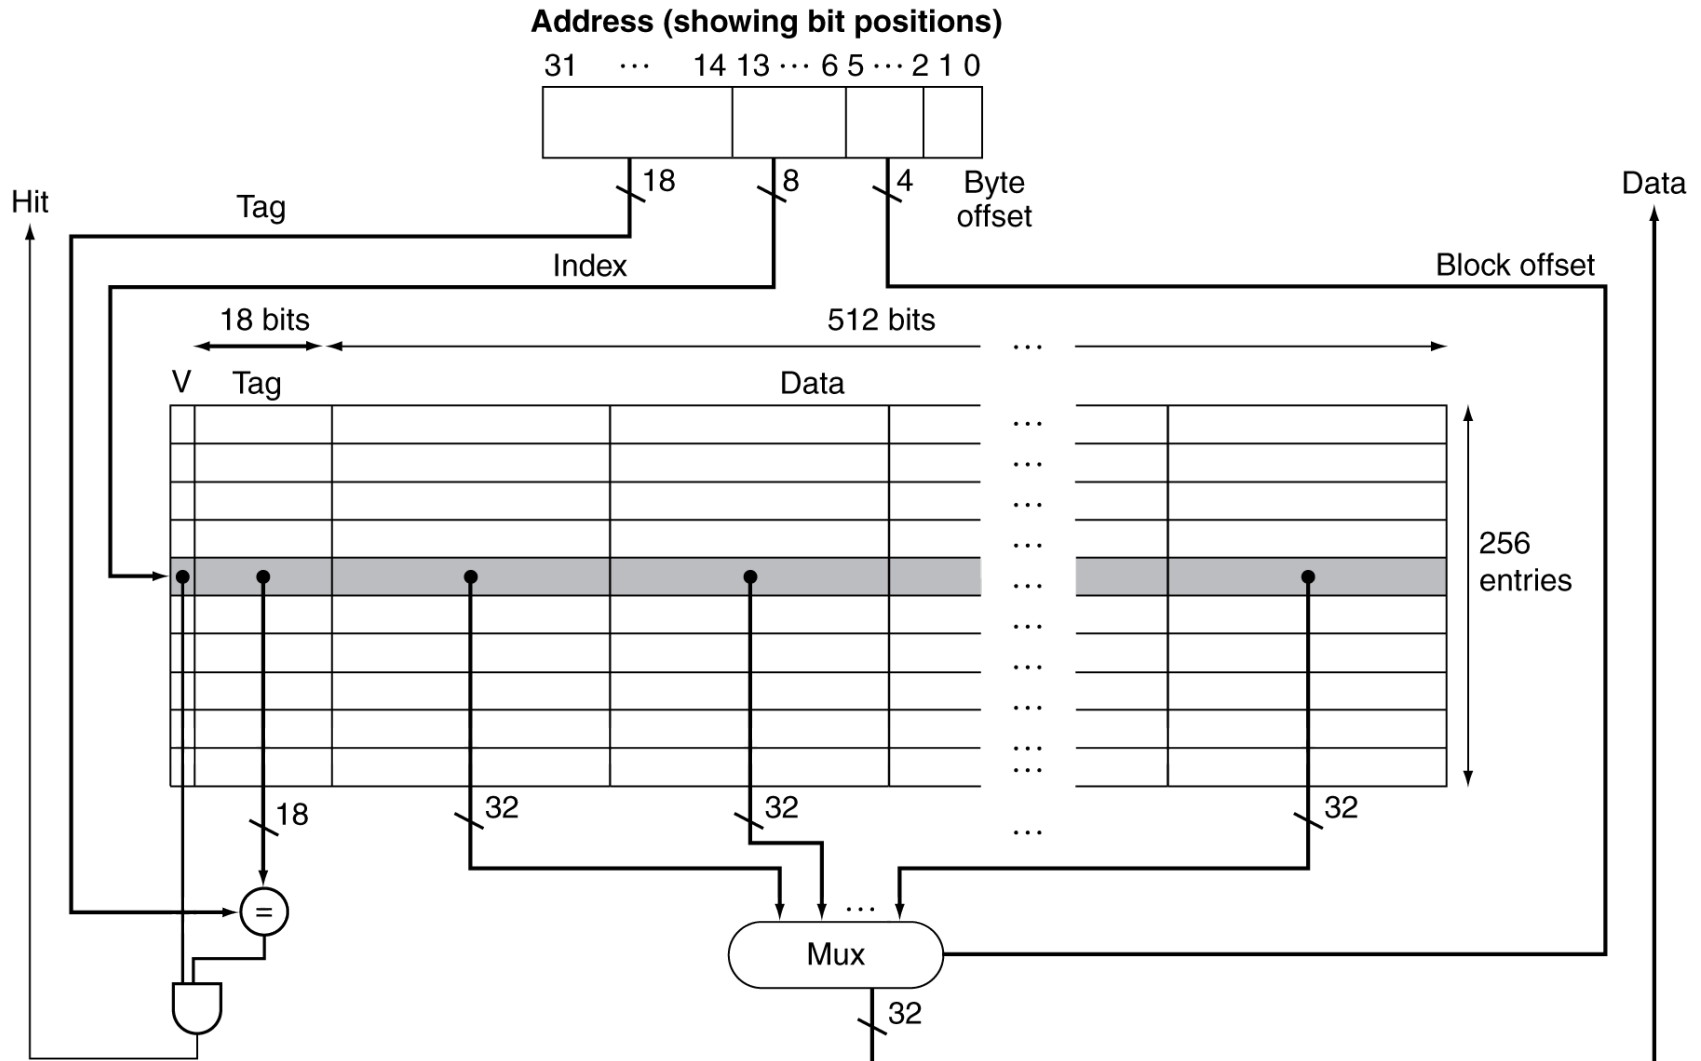 Address (showing bit positions)
31 ··· 14 13 ··· 6 5 ··· 2 1 0
18 8 4 Byte
offset
Hit
Data
Tag
Index
Block offset
18 bits
512 bits
···
V Tag Data
···
···
···
···
···
···
···
···
···
···
256
entries
18
32
32
32
···
=
···
Mux
32